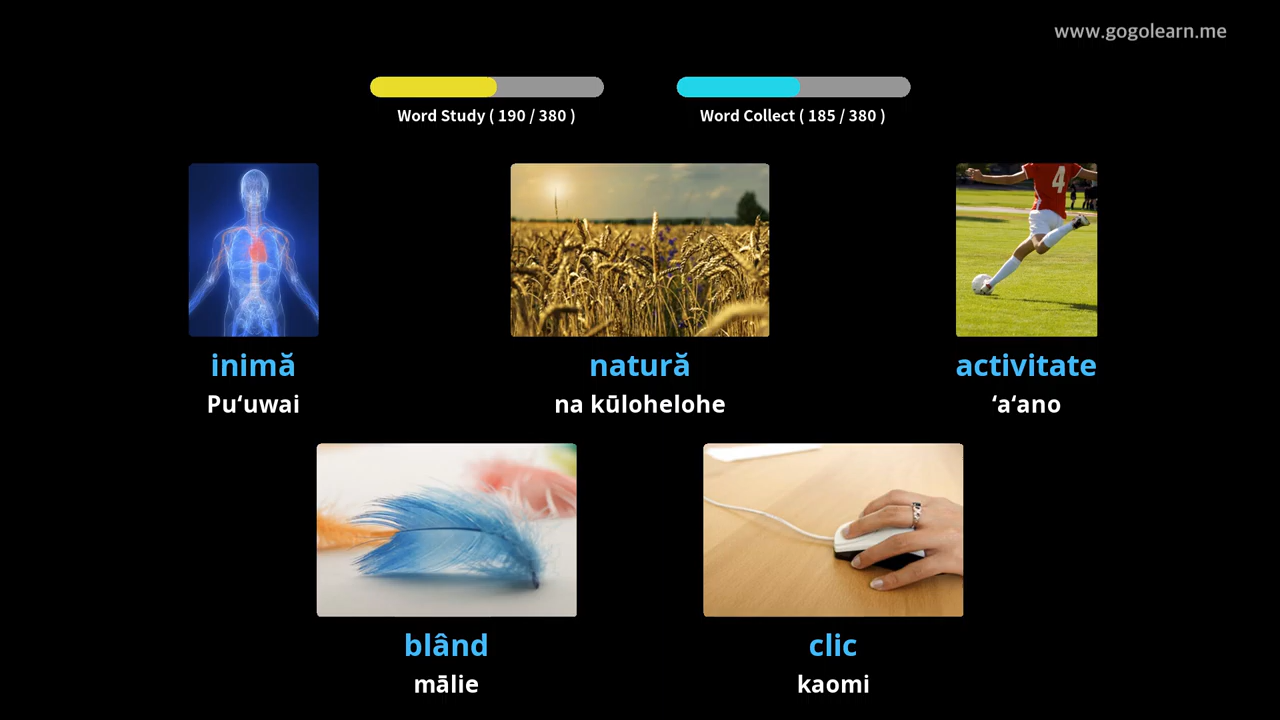 www.gogolearn.me
Word Study ( 190 / 380 )
Word Collect ( 185 / 380 )
inimă
natură
activitate
Puʻuwai
na kūlohelohe
ʻaʻano
blând
clic
mālie
kaomi
4